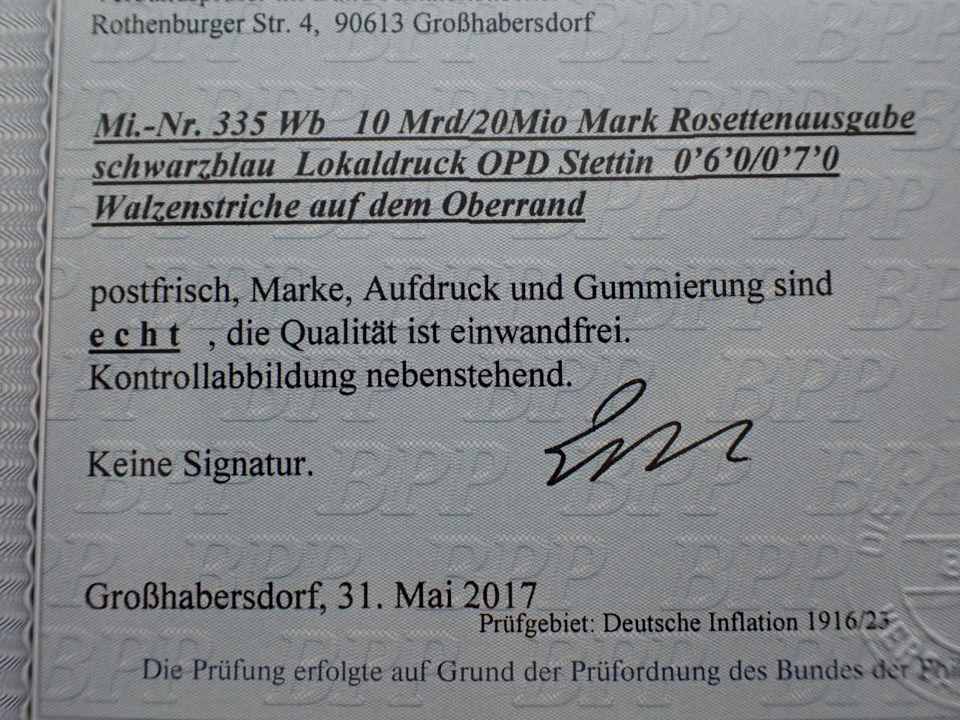 Rothenburger Str. 4, 90613 Großhabersdorf
Mi.-Nr. 335 Wb 10 Mrd/20Mio Mark Rosettenausgabe
schwarzblau Lokaldruck OPD Stettin 0'6'0/0'7'0
Walzenstriche auf dem Oberrand
postfrisch, Marke, Aufdruck und Gummierung sind
e c h t , die Qualität ist einwandfrei.
Kontrollabbildung nebenstehend.
Keine Signatur.
Großhabersdorf, 31. Mai 2017
Prüfgebiet: Deutsche Inflation 1916/23
Die Prüfung erfolgte auf Grund der Prüfordnung des Bundes der
BPP